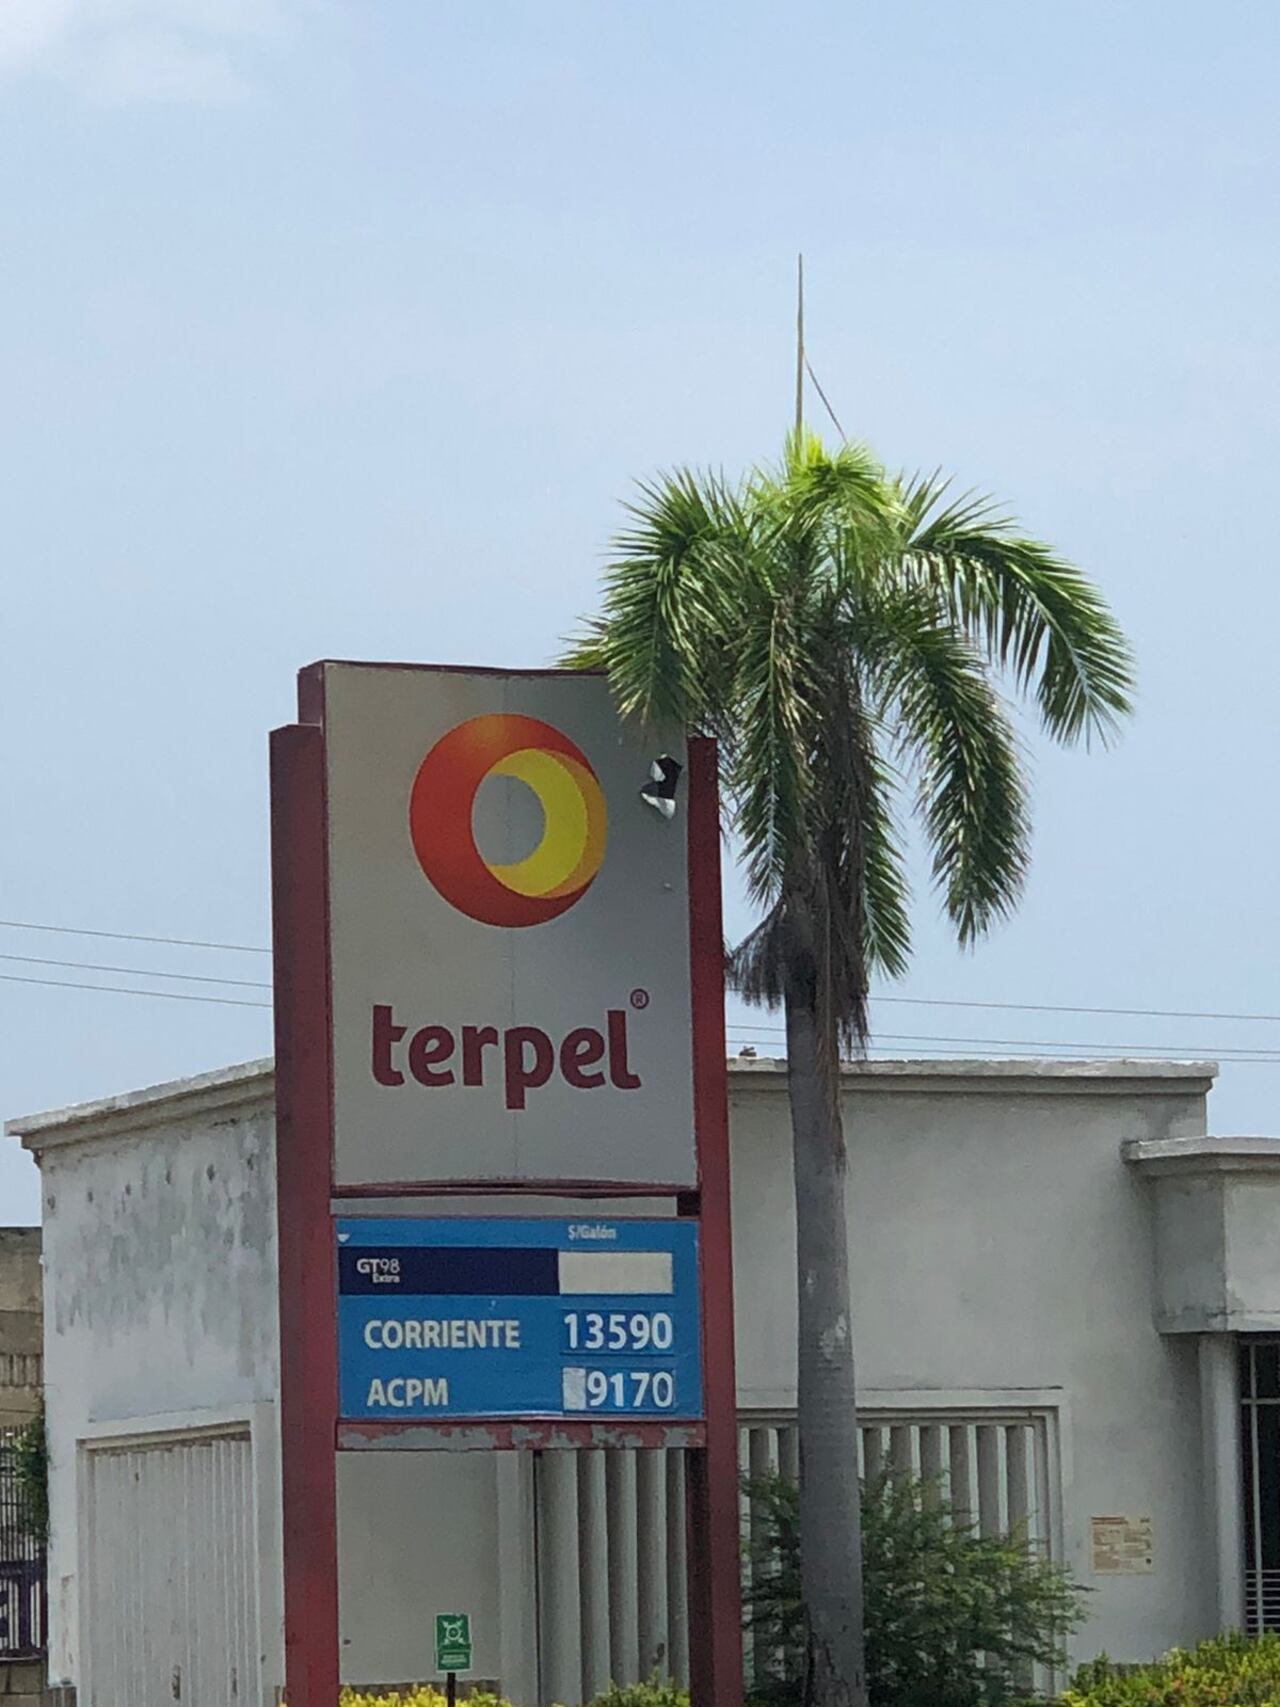 terpel®
$/Galón
GT98
Extra
CORRIENTE 13590
ACPM 9170